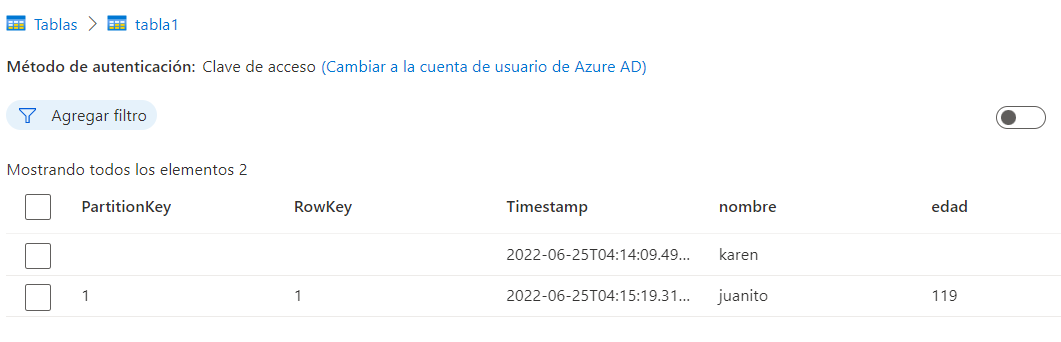 Tablas > tabla1
Método de autenticación: Clave de acceso (Cambiar a la cuenta de usuario de Azure AD)
Agregar filtro
Mostrando todos los elementos 2
PartitionKey RowKey Timestamp nombre edad
2022-06-25T04:14:09.49... karen
1 1 2022-06-25T04:15:19.31... juanito 119